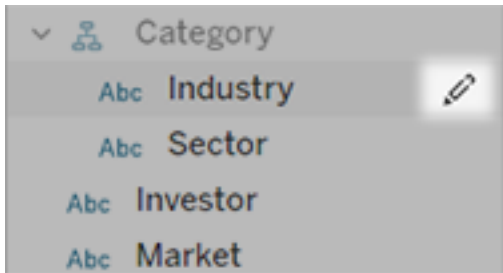 Category
Abc Industry
Abc Sector
Abc Investor
Abc Market